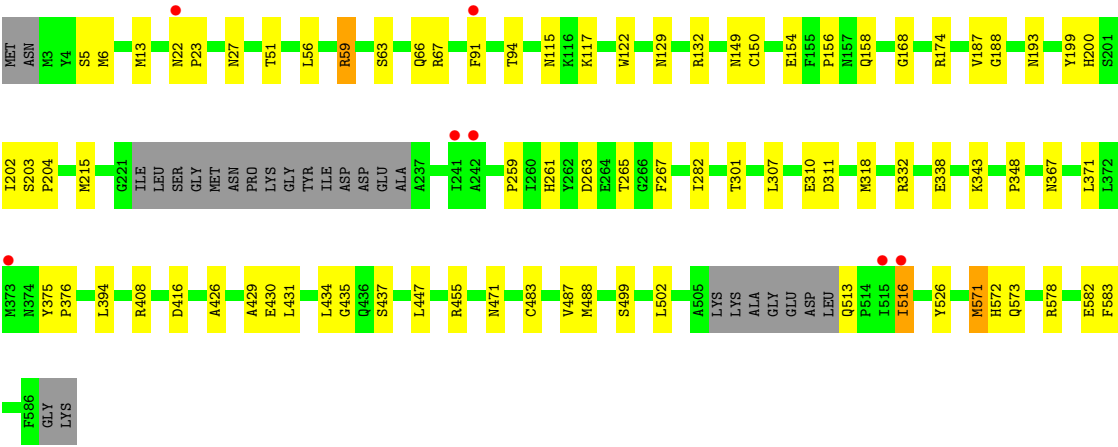 MET ASN M3 Y4 S5 M6 M13 N22 P23 N27 T51 L56 R59 S63 Q66 R67 F91 T94 N115 K116 K117 W122 N129 R132 N149 C150 E154 F155 P156 N157 Q158 G168 R174 V187 G188 N193 Y199 H200 S201
I202 S203 P204 M215 G221 ILE LEU SER GLY MET ASN PRO LYS GLY TYR ILE ASP ASP GLU ALA A237 I241 A242 P259 I260 H261 Y262 D263 E264 T265 G266 F267 I282 T301 L307 E310 D311 M318 R332 E338 K343 P348 N367 L371 L372
M373 N374 Y375 P376 L394 R408 D416 A426 A429 E430 L431 L434 G435 Q436 S437 L447 R455 N471 C483 V487 M488 S499 L502 A505 LYS LYS ALA GLY GLU ASP LEU Q513 P514 I515 I516 Y526 M571 H572 Q573 R578 E582 F583
F586 GLY LYS